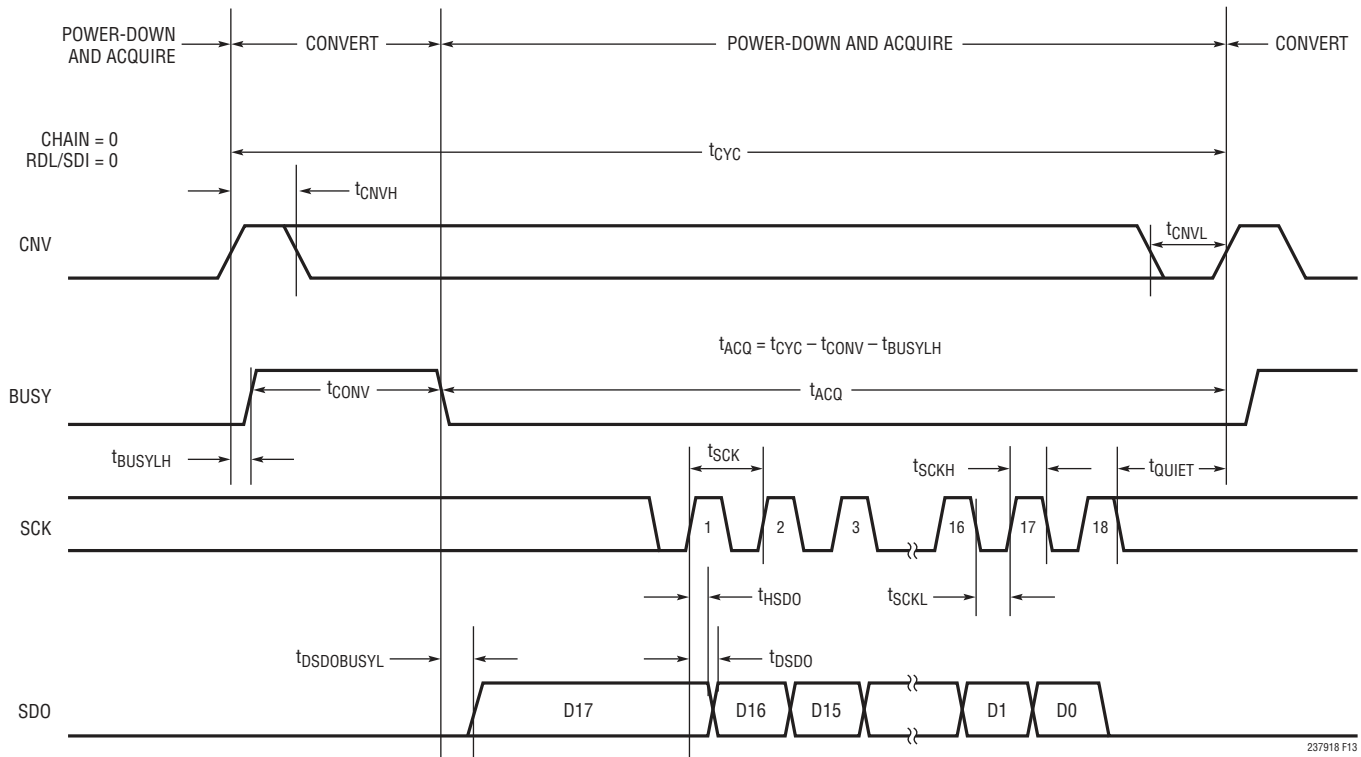 POWER-DOWN
AND ACQUIRE
CONVERT
POWER-DOWN AND ACQUIRE
CONVERT
CHAIN = 0
RDL/SDI = 0
tCYC
tCNVH
CNV
tCNVL
tACQ = tCYC – tCONV – tBUSYLH
BUSY
tCONV
tACQ
tBUSYLH
tSCK
tSCKH
tQUIET
SCK
1
2
3
16
17
18
tHSDO
tSCKL
tDSDOBUSYL
tDSDO
SDO
D17
D16
D15
D1
D0
237918 F13